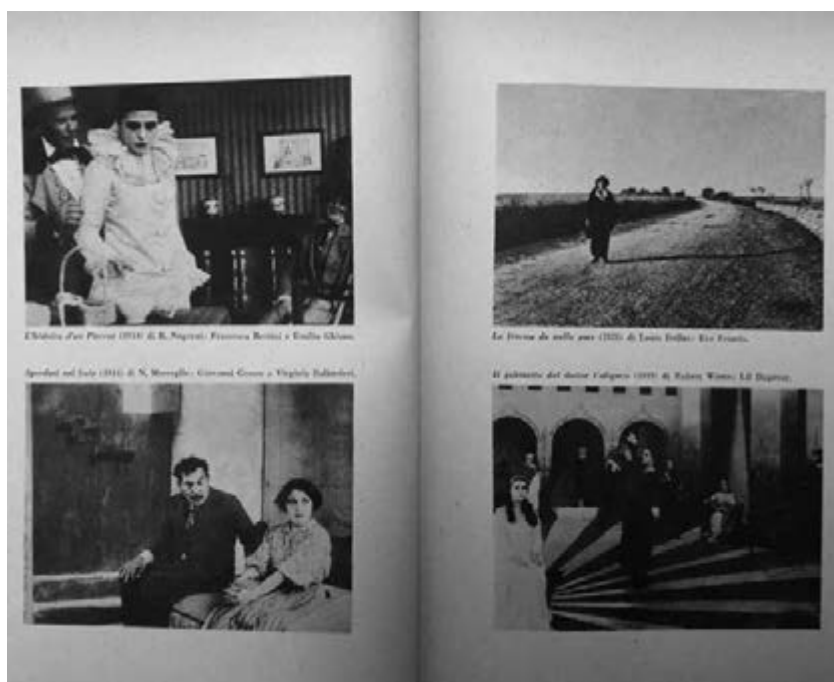 L'histoire d'un Pierrot (1914) di B. Negroni: Francesca Bertini e Emilio Ghione.
Sperduti nel buio (1914) di N. Martoglio: Giovanni Grasso e Virginia Balistrieri.
La femme de nulle part (1922) di Louis Delluc: Eve Francis.
Il gabinetto del dottor Caligari (1919) di Robert Wiene: Lil Dagover.